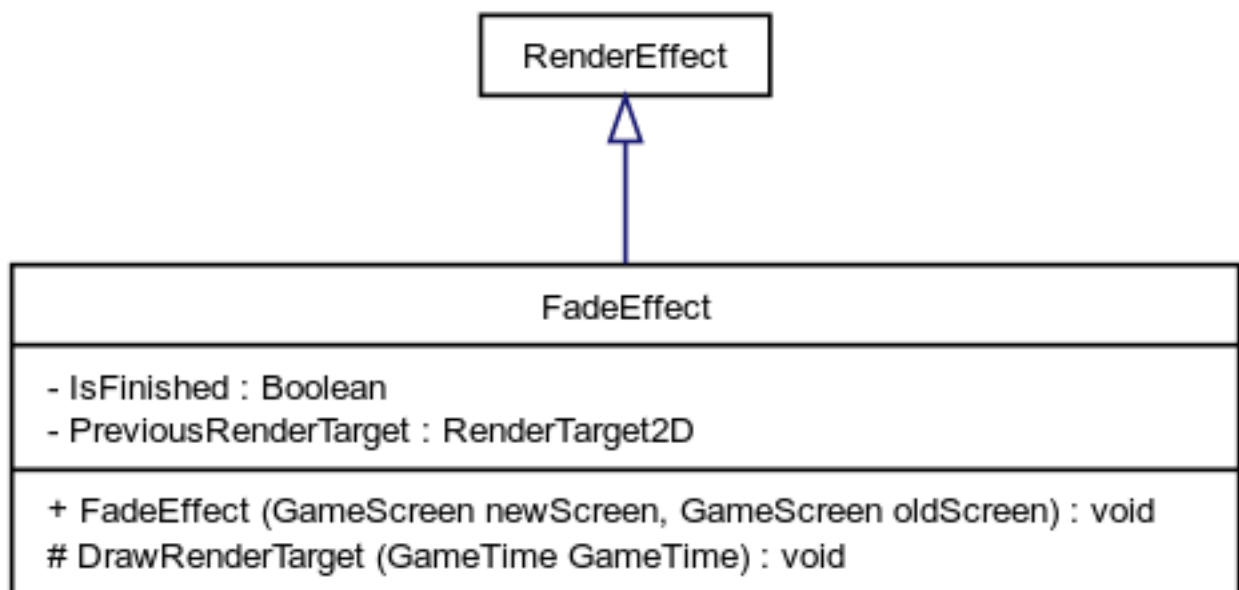 RenderEffect
FadeEffect
- IsFinished : Boolean
- PreviousRenderTarget : RenderTarget2D
+ FadeEffect (GameScreen newScreen, GameScreen oldScreen) : void
# DrawRenderTarget (GameTime GameTime) : void